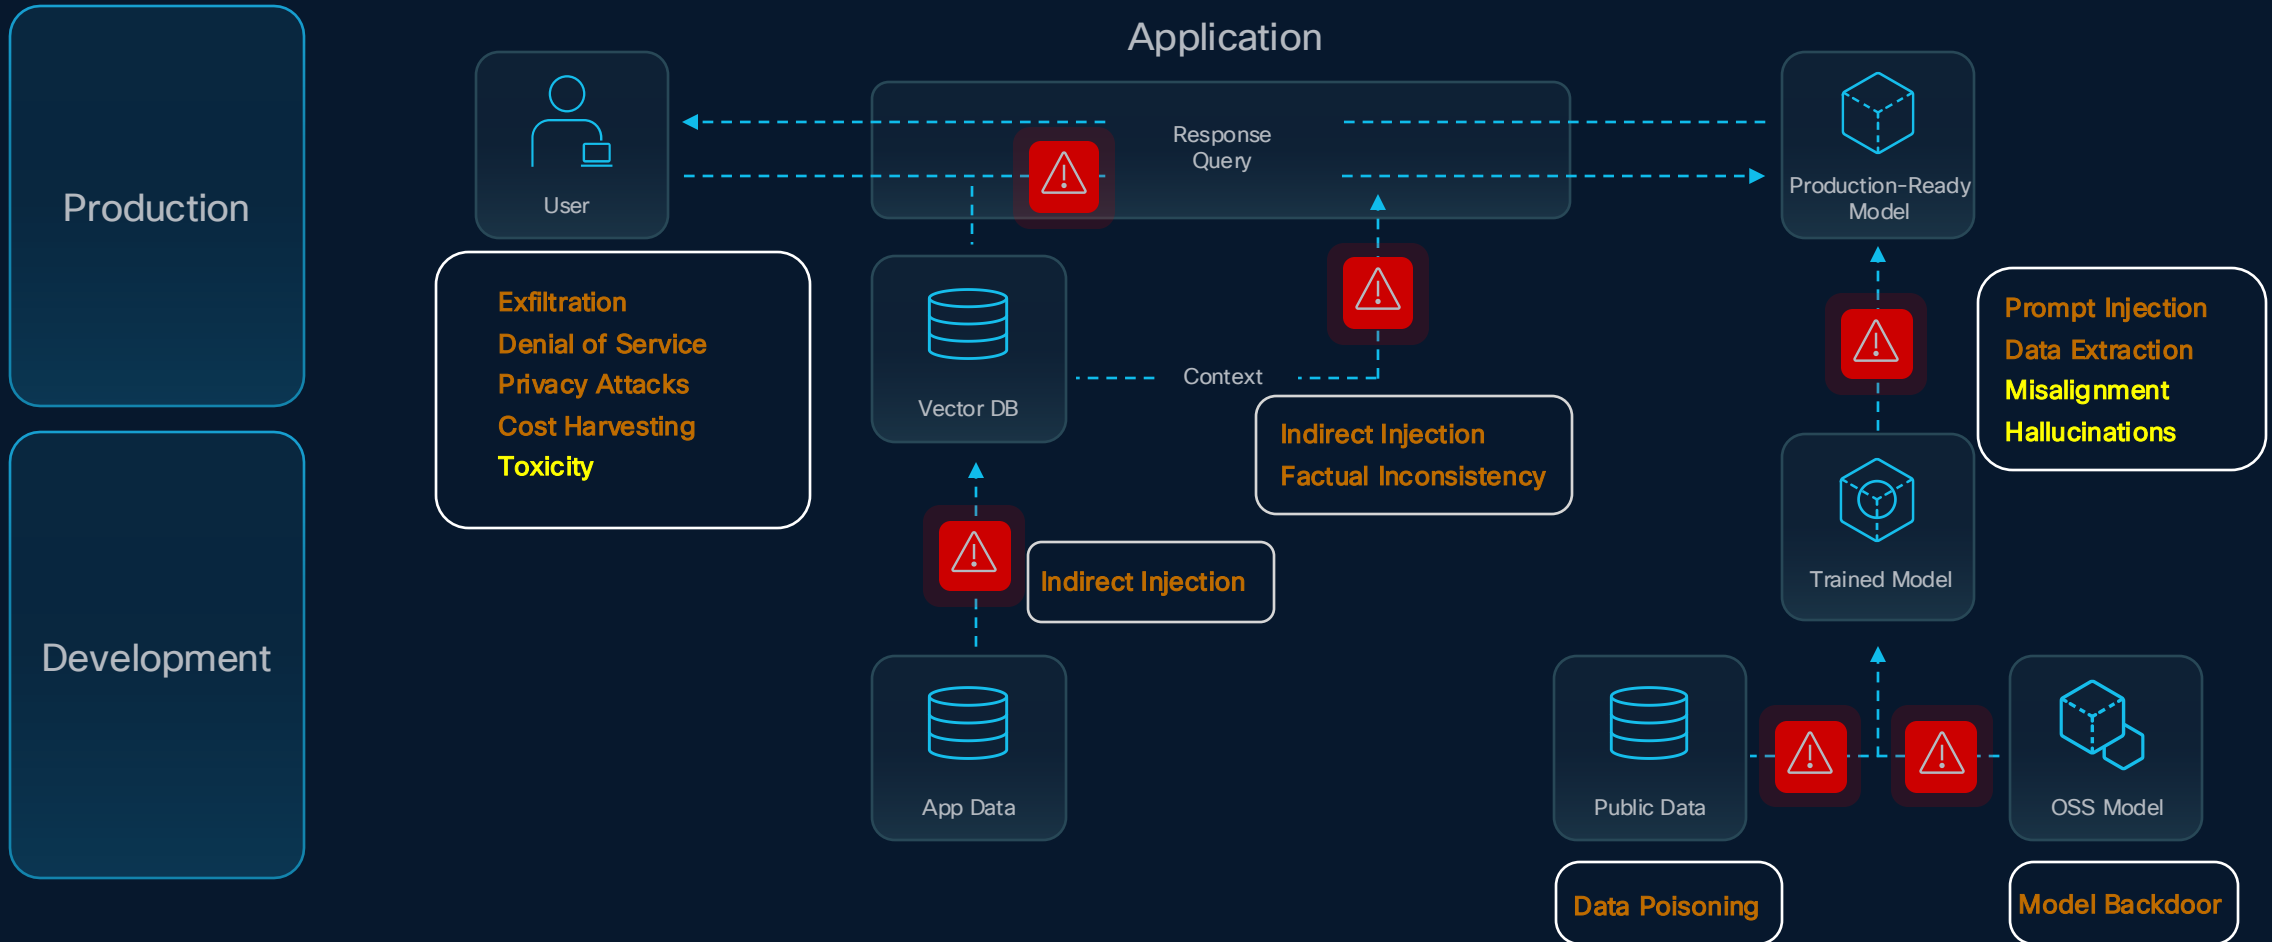 Application
Production
User
Response
Query
Production-Ready
Model
Exfiltration
Denial of Service
Privacy Attacks
Cost Harvesting
Toxicity
Vector DB
Context
Indirect Injection
Factual Inconsistency
Prompt Injection
Data Extraction
Misalignment
Hallucinations
Development
Indirect Injection
Trained Model
App Data
Public Data
OSS Model
Data Poisoning
Model Backdoor